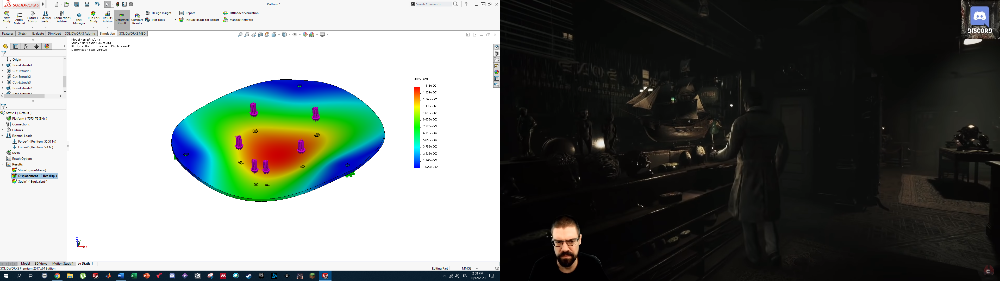 SOLIDWORKS
Platform *
Search Commands
New Study
Apply Material
Fixtures Advisor
External Loads...
Connections Advisor
Shell Manager
Run This Study
Results Advisor
Deformed Result
Compare Results
Design Insight
Plot Tools
Report
Include Image for Report
Offloaded Simulation
Manage Network
Features
Sketch
Evaluate
DimXpert
SOLIDWORKS Add-Ins
Simulation
SOLIDWORKS MBD
Model name:Platform
Study name:Static 1(-Default-)
Plot type: Static displacement Displacement1
Deformation scale: 264.021
Origin
Boss-Extrude1
Cut-Extrude1
Cut-Extrude2
Cut-Extrude3
Boss-Extrude2
Static 1 (-Default-)
Platform (-7075-T6 (SN)-)
Connections
Fixtures
External Loads
Force-1 (:Per item: 55.57 N:)
Force-2 (:Per item: 5.4 N:)
Mesh
Result Options
Results
Stress1 (-vonMises-)
Displacement1 (-Res disp-)
Strain1 (-Equivalent-)
URES (mm)
1.515e-001
1.389e-001
1.263e-001
1.136e-001
1.010e-001
8.838e-002
7.575e-002
6.313e-002
5.050e-002
3.788e-002
2.525e-002
1.263e-002
1.000e-030
Z
Y
X
Model
3D Views
Motion Study 1
Static 1
SOLIDWORKS Premium 2017 x64 Edition
Editing Part
MMGS
ΕΛ
2:08 PM
10/12/2020
DISCORD
ANTIQUES